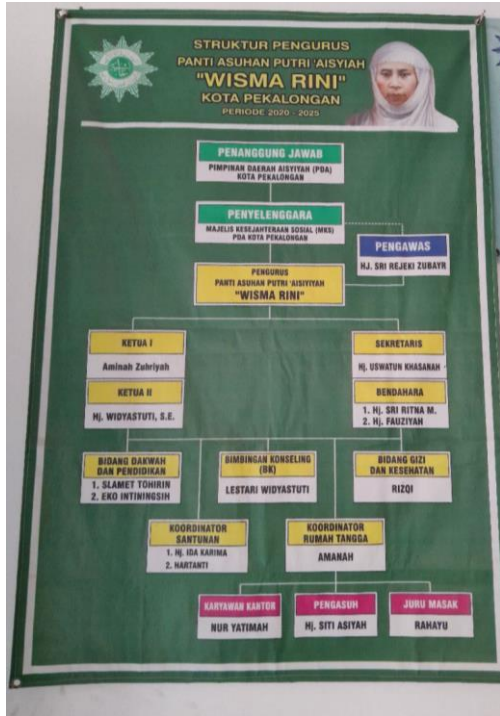 STRUKTUR PENGURUS
PANTI ASUHAN PUTRI 'AISYIAH
"WISMA RINI"
KOTA PEKALONGAN
PERIODE 2020 - 2025
PENANGGUNG JAWAB
PIMPINAN DAERAH AISYIYAH (PDA)
KOTA PEKALONGAN
PENYELENGGARA
MAJELIS KESEJAHTERAAN SOSIAL (MKS)
PDA KOTA PEKALONGAN
PENGAWAS
HJ. SRI REJEKI ZUBAYR
PENGURUS
PANTI ASUHAN PUTRI 'AISYIYAH
"WISMA RINI"
KETUA I
Aminah Zuhriyah
SEKRETARIS
Hj. USWATUN KHASANAH
KETUA II
Hj. WIDYASTUTI, S.E.
BENDAHARA
1. Hj. SRI RITNA M.
2. Hj. FAUZIYAH
BIDANG DAKWAH
DAN PENDIDIKAN
1. SLAMET TOHIRIN
2. EKO INTININGSIH
BIMBINGAN KONSELING
(BK)
LESTARI WIDYASTUTI
BIDANG GIZI
DAN KESEHATAN
RIZQI
KOORDINATOR
SANTUNAN
1. Hj. IDA KARIMA
2. HARTANTI
KOORDINATOR
RUMAH TANGGA
AMANAH
KARYAWAN KANTOR
NUR YATIMAH
PENGASUH
Hj. SITI ASIYAH
JURU MASAK
RAHAYU